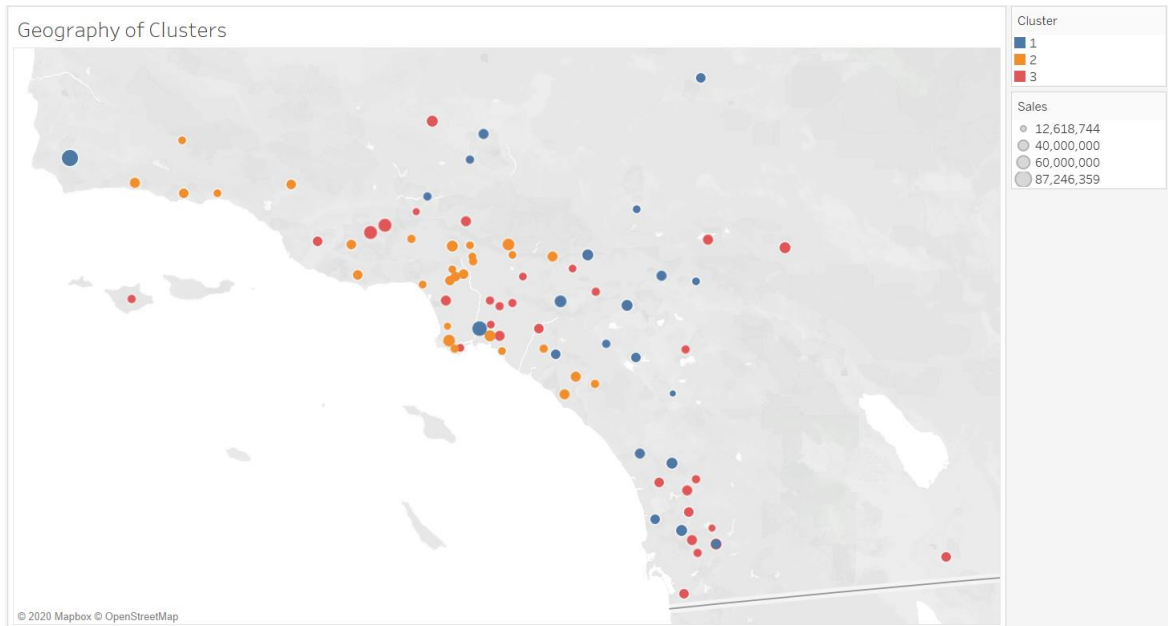 Geography of Clusters
Cluster
1
2
3
Sales
12,618,744
40,000,000
60,000,000
87,246,359
© 2020 Mapbox © OpenStreetMap